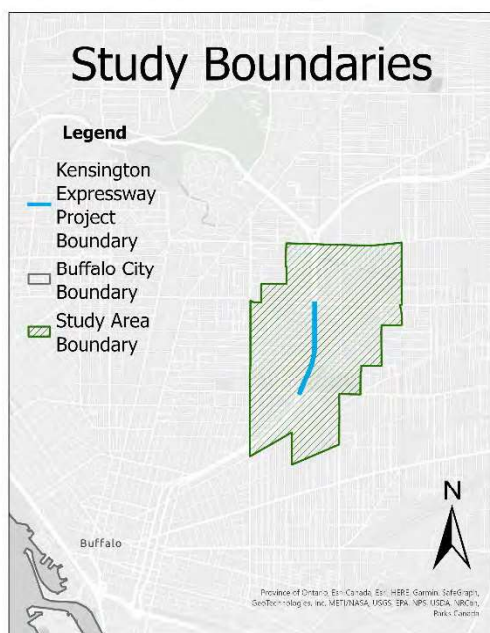 Study Boundaries
Legend
Kensington
Expressway
Project
Boundary
Buffalo City
Boundary
Study Area
Boundary
N
Buffalo
Province of Ontario, Esri Canada, Esri, HERE, Garmin, SafeGraph,
GeoTechnologies, Inc, METI/NASA, USGS, EPA, NPS, USDA, NRCan,
Parks Canada